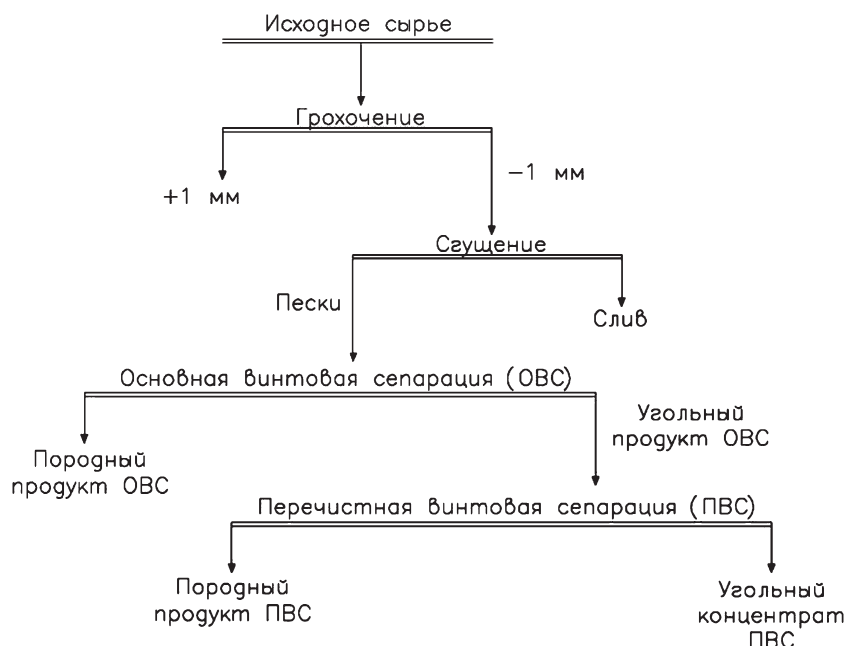 Исходное сырье
Грохочение
+1 мм
−1 мм
Сгущение
Пески
Слив
Основная винтовая сепарация (ОВС)
Угольный
продукт ОВС
Породный
продукт ОВС
Перечистная винтовая сепарация (ПВС)
Породный
продукт ПВС
Угольный
концентрат
ПВС